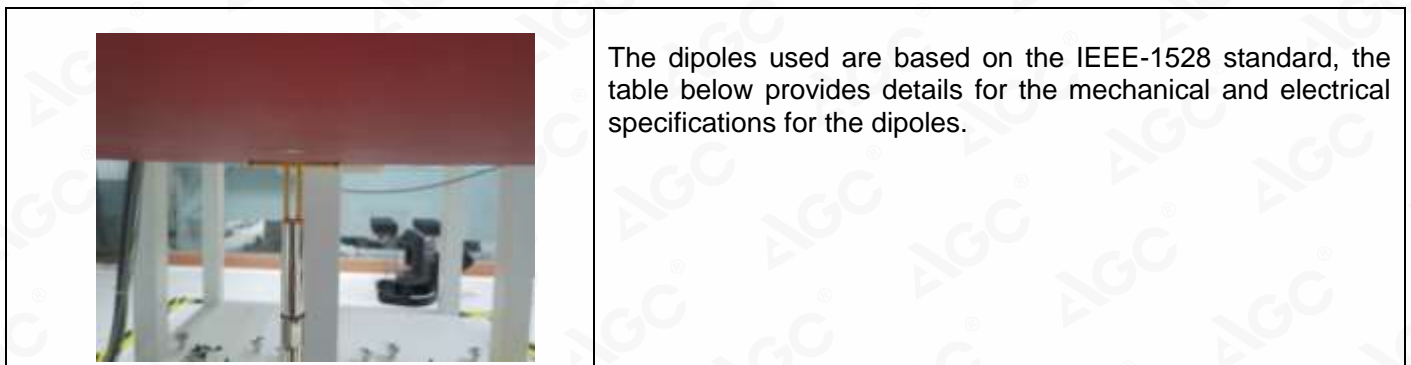 The dipoles used are based on the IEEE-1528 standard, the
table below provides details for the mechanical and electrical
specifications for the dipoles.